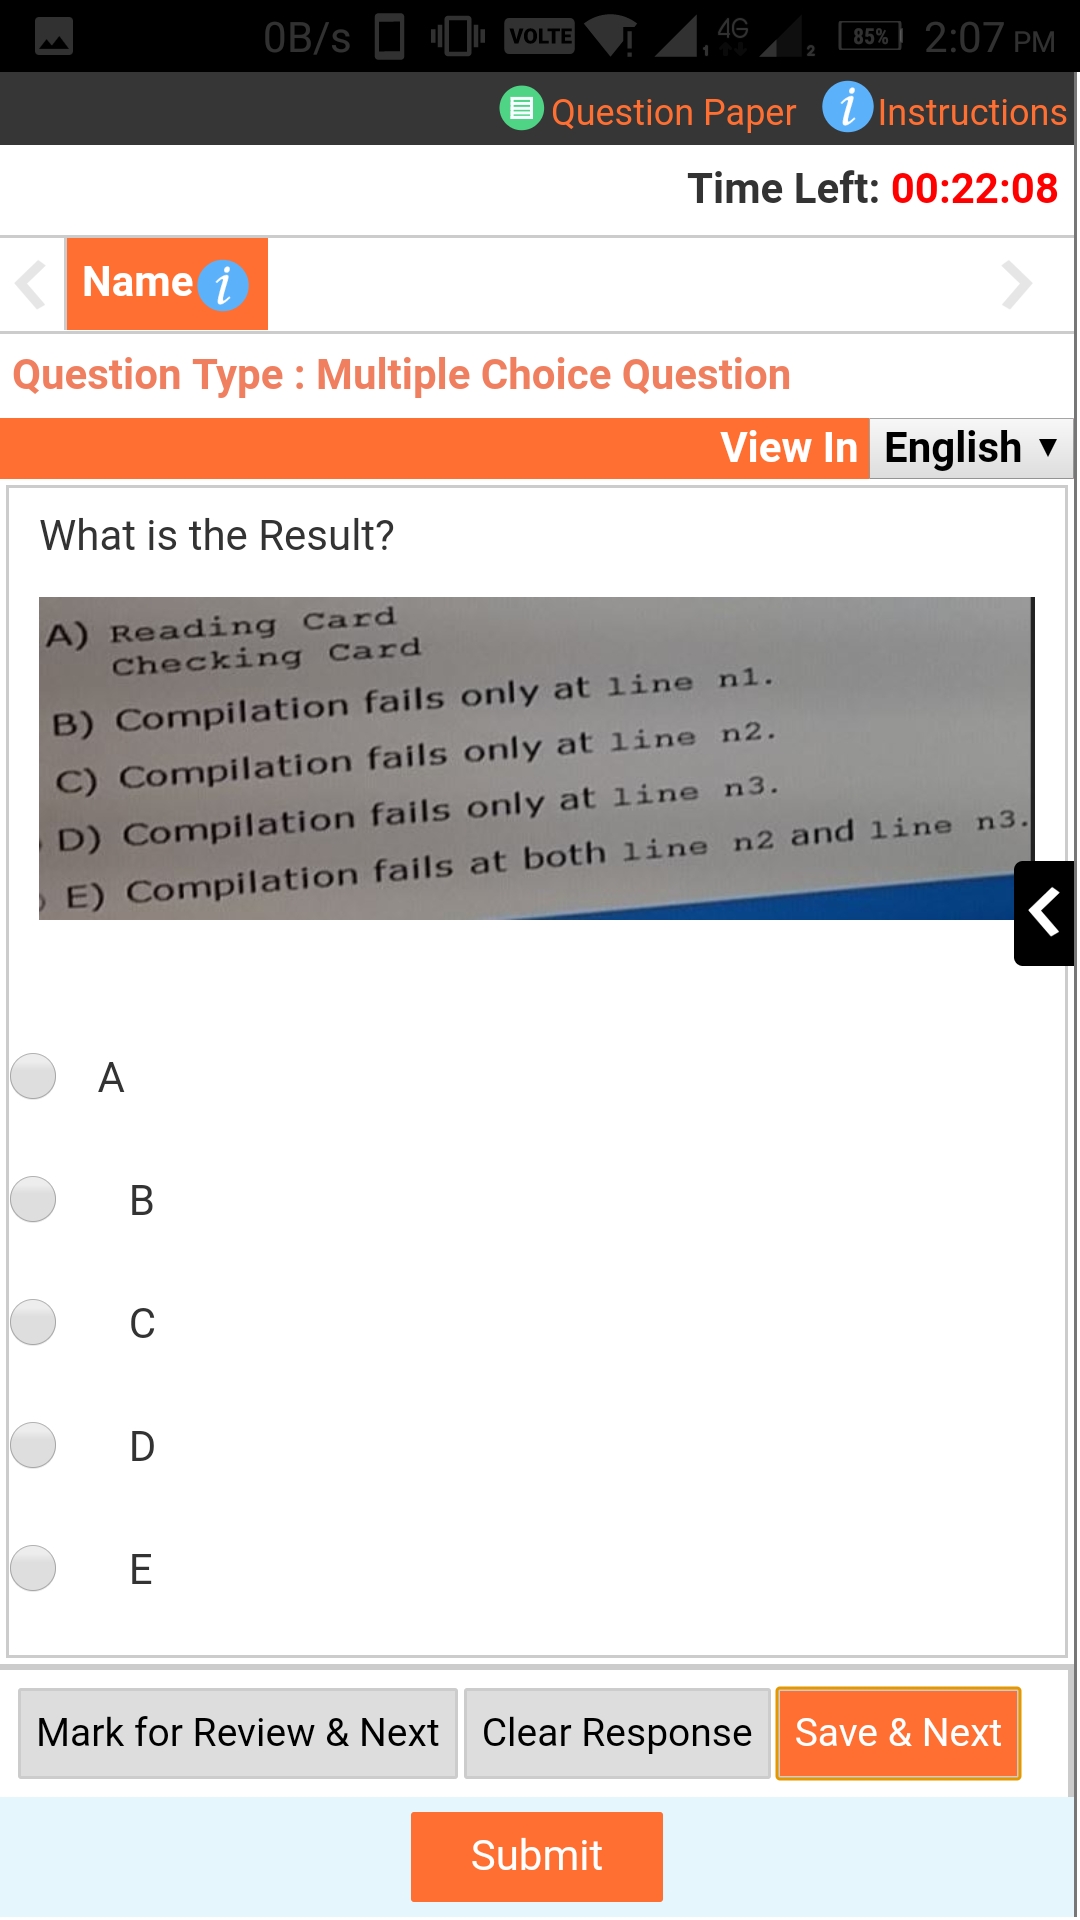 0B/s VOLTE 1 4G 2 85% 2:07 PM
Question Paper i Instructions
Time Left: 00:22:08
Name i
Question Type : Multiple Choice Question
View In English ▼
What is the Result?
A) Reading Card
Checking Card
B) Compilation fails only at line n1.
C) Compilation fails only at line n2.
D) Compilation fails only at line n3.
E) Compilation fails at both line n2 and line n3.
A
B
C
D
E
Mark for Review & Next Clear Response Save & Next
Submit